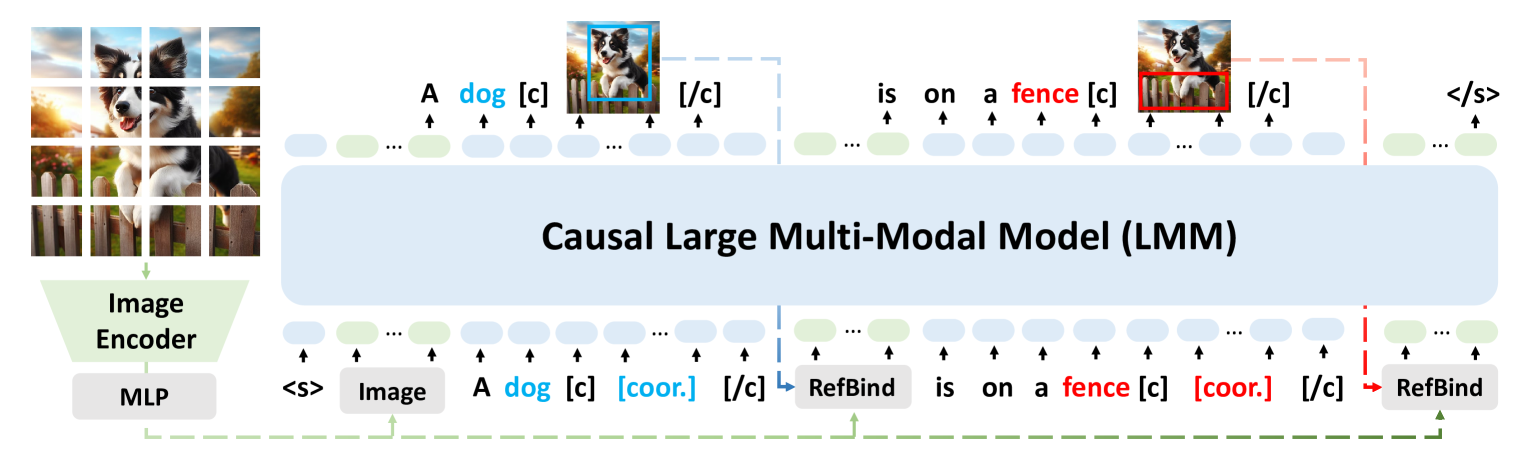 A dog [c] [/c] is on a fence [c] [/c] </s>
... ... ... ... ...
Causal Large Multi-Modal Model (LMM)
Image
Encoder
MLP
... ... ... ... ...
<s> Image A dog [c] [coor.] [/c] RefBind is on a fence [c] [coor.] [/c] RefBind